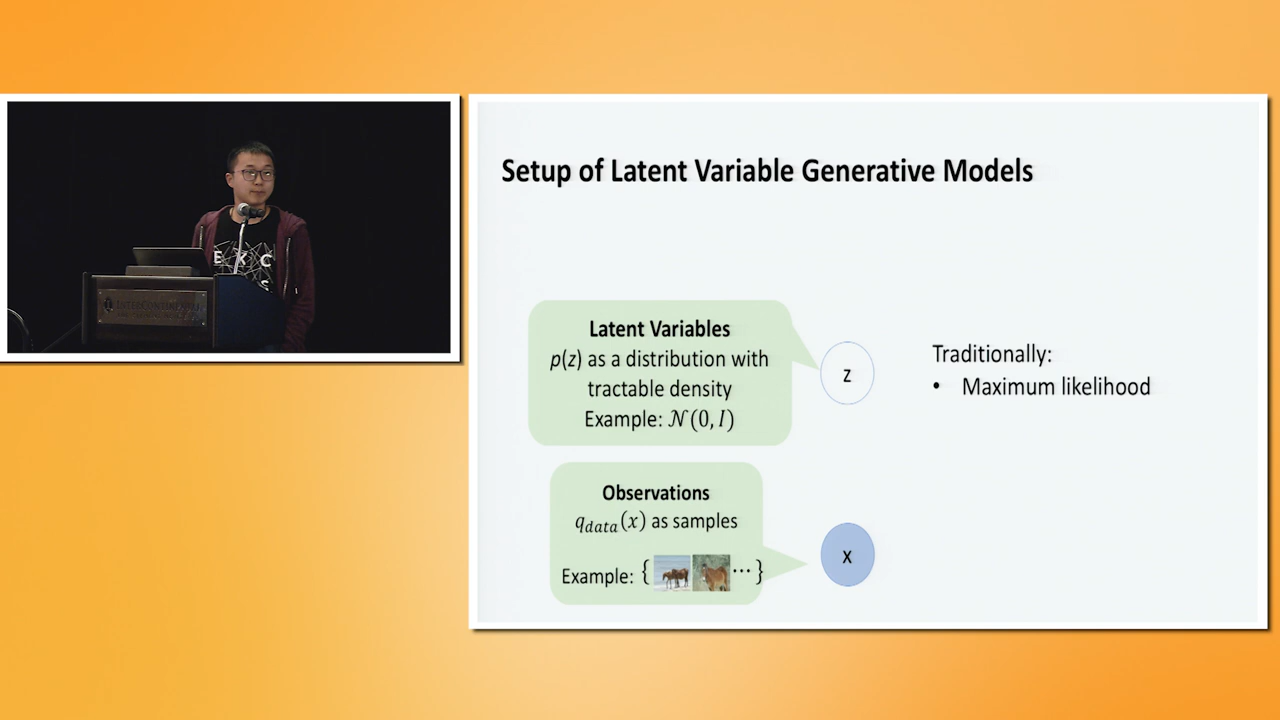 Setup of Latent Variable Generative Models
Latent Variables
p(z) as a distribution with
tractable density
Example: 𝒩(0, I)
z
Traditionally:
• Maximum likelihood
Observations
q_data(x) as samples
Example: { ⋯ }
x
E X C
S